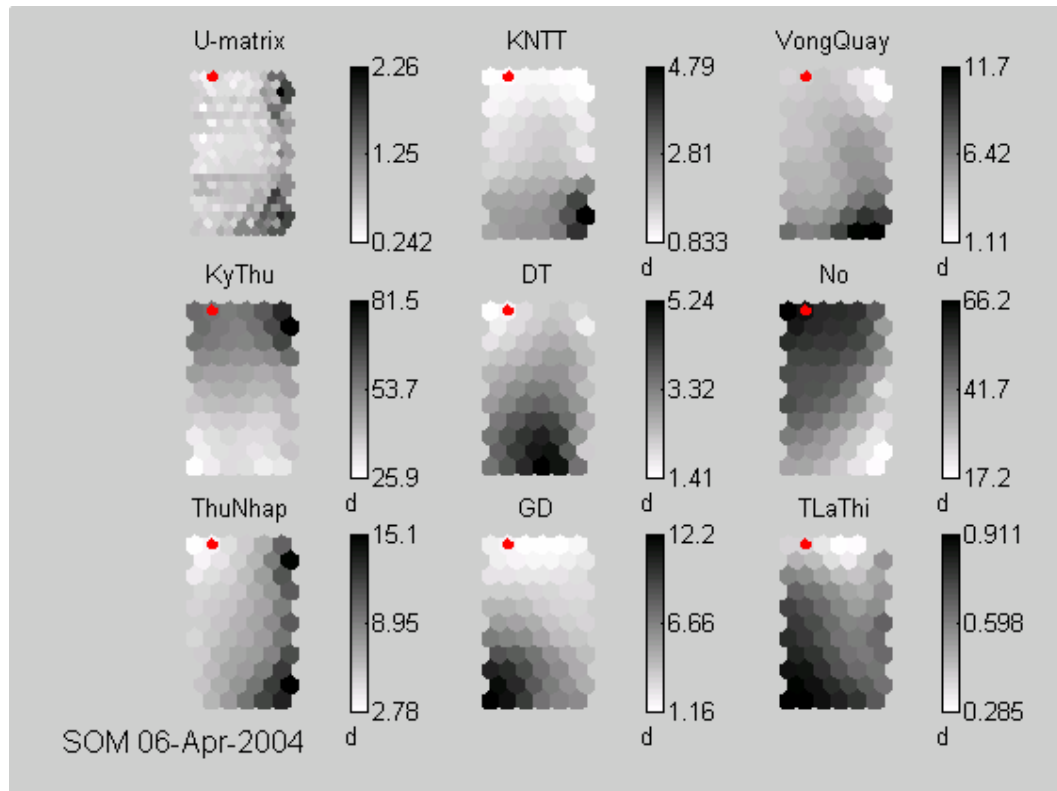 U-matrix KNTT VongQuay
2.26 4.79 11.7
1.25 2.81 6.42
0.242 0.833 1.11
d d
KyThu DT No
81.5 5.24 66.2
53.7 3.32 41.7
25.9 1.41 17.2
d d d
ThuNhap GD TLaThi
15.1 12.2 0.911
8.95 6.66 0.598
2.78 1.16 0.285
d d d
SOM 06-Apr-2004